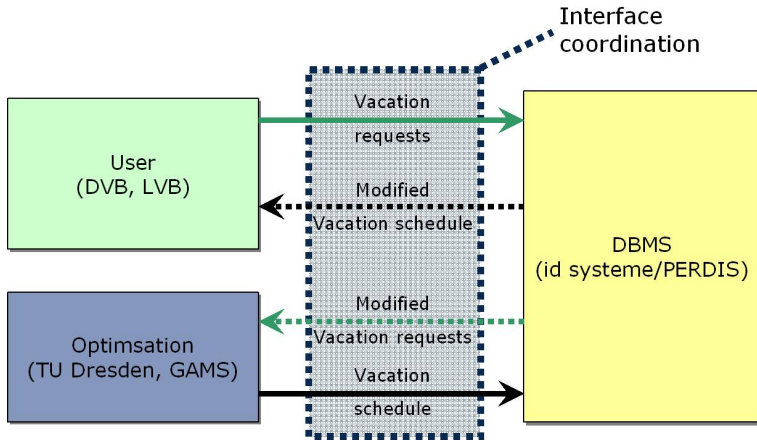 Interface
coordination
Vacation
requests
User
(DVB, LVB)
Modified
Vacation schedule
DBMS
(id systeme/PERDIS)
Modified
Vacation requests
Optimsation
(TU Dresden, GAMS)
Vacation
schedule